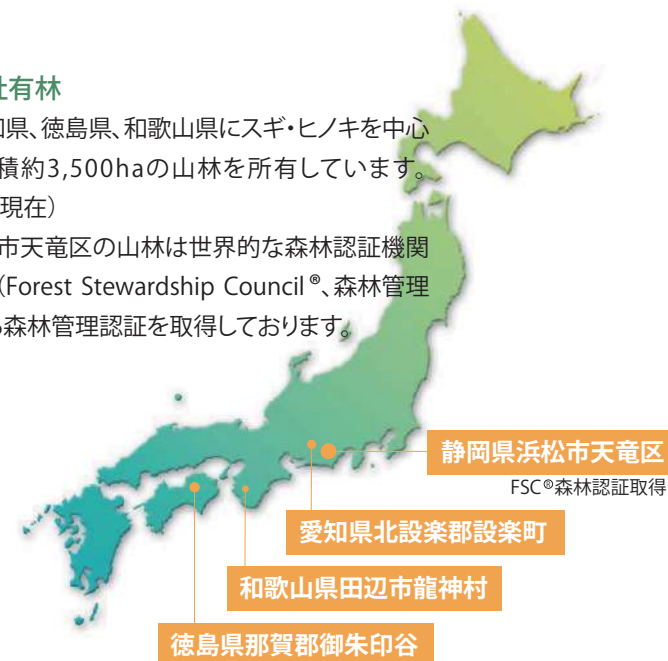 社有林
知県、徳島県、和歌山県にスギ・ヒノキを中心
積約3,500haの山林を所有しています。
現在）
市天竜区の山林は世界的な森林認証機関
（Forest Stewardship Council®、森林管理
る森林管理認証を取得しております。
静岡県浜松市天竜区
FSC®森林認証取得
愛知県北設楽郡設楽町
和歌山県田辺市龍神村
徳島県那賀郡御朱印谷